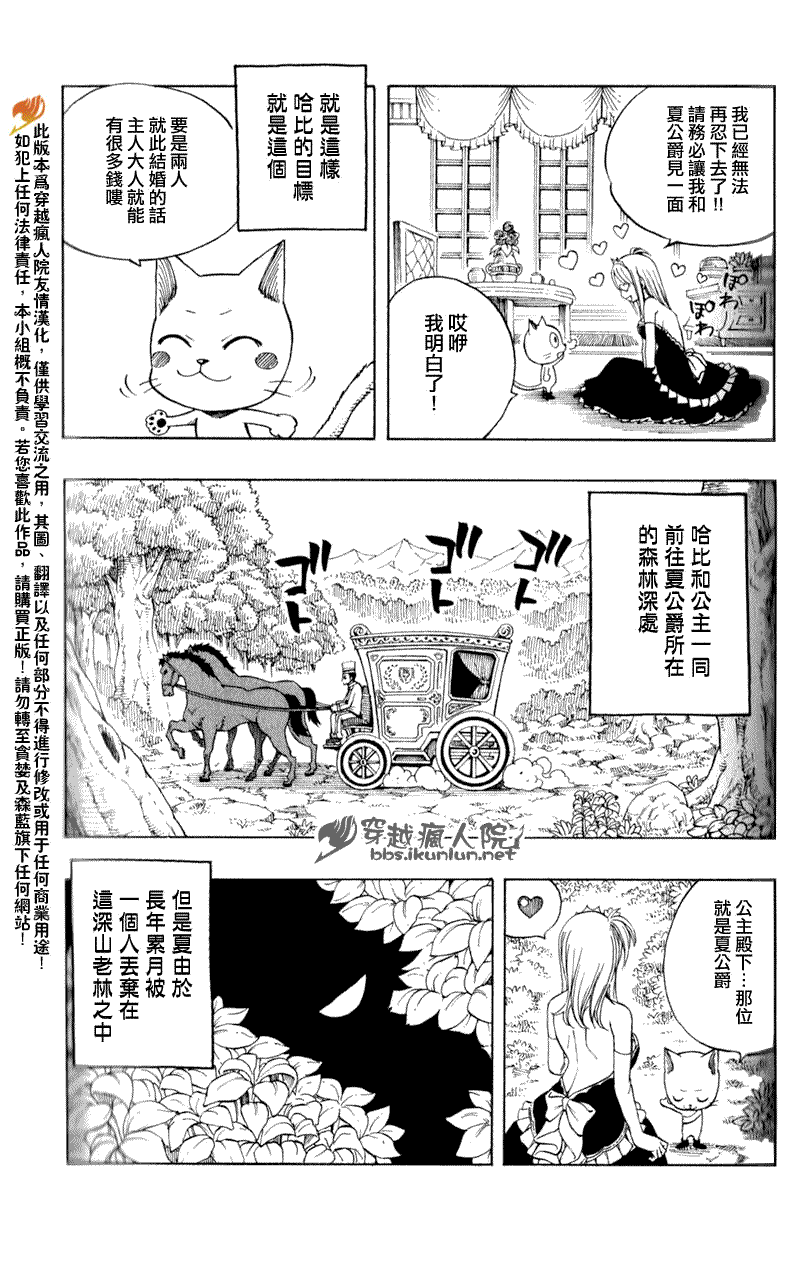 我已經無法
再忍下去了!!
請務必讓我和
夏公爵見一面
ぽわ
ぽわ
哎咿
我明白了!
就是這樣
哈比的目標
就是這個
要是兩人
就此結婚的話
主人大人就能
有很多錢嘍
哈比和公主一同
前往夏公爵所在
的森林深處
ゴト
ゴト
ゴト
穿越瘋人院
bbs.ikunlun.net
公主殿下…那位
就是夏公爵
但是夏由於
長年累月被
一個人丟棄在
這深山老林之中
此版本爲穿越瘋人院友情漢化，僅供學習交流之用，其圖、翻譯以及任何部分不得進行修改或用于任何商業用途！
如犯上任何法律責任，本小組概不負責。若您喜歡此作品，請購買正版！請勿轉至貪婪及森藍旗下任何網站！